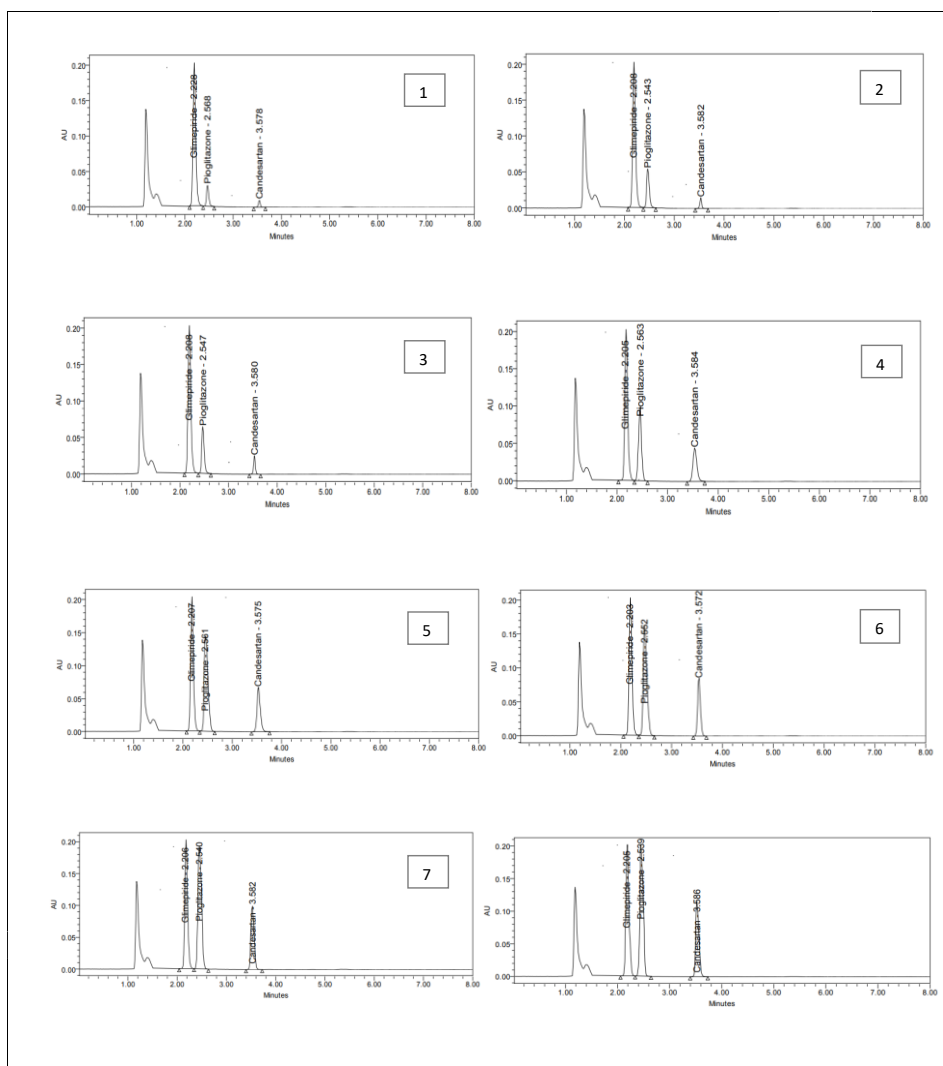 1
0.20
0.15
0.10
0.05
0.00
AU
Glimepiride - 2.228
Pioglitazone - 2.568
Candesartan - 3.578
1.00 2.00 3.00 4.00 5.00 6.00 7.00 8.00
Minutes
2
0.20
0.15
0.10
0.05
0.00
AU
Glimepiride - 2.208
Pioglitazone - 2.543
Candesartan - 3.582
1.00 2.00 3.00 4.00 5.00 6.00 7.00 8.00
Minutes
3
0.20
0.15
0.10
0.05
0.00
AU
Glimepiride - 2.208
Pioglitazone - 2.547
Candesartan - 3.580
1.00 2.00 3.00 4.00 5.00 6.00 7.00 8.00
Minutes
4
0.20
0.15
0.10
0.05
0.00
AU
Glimepiride - 2.205
Pioglitazone - 2.563
Candesartan - 3.584
1.00 2.00 3.00 4.00 5.00 6.00 7.00 8.00
Minutes
5
0.20
0.15
0.10
0.05
0.00
AU
Glimepiride - 2.207
Pioglitazone - 2.561
Candesartan - 3.575
1.00 2.00 3.00 4.00 5.00 6.00 7.00 8.00
Minutes
6
0.20
0.15
0.10
0.05
0.00
AU
Glimepiride - 2.203
Pioglitazone - 2.552
Candesartan - 3.572
1.00 2.00 3.00 4.00 5.00 6.00 7.00 8.00
Minutes
7
0.20
0.15
0.10
0.05
0.00
AU
Glimepiride - 2.206
Pioglitazone - 2.540
Candesartan - 3.582
1.00 2.00 3.00 4.00 5.00 6.00 7.00 8.00
Minutes
0.20
0.15
0.10
0.05
0.00
AU
Glimepiride - 2.205
Pioglitazone - 2.539
Candesartan - 3.586
1.00 2.00 3.00 4.00 5.00 6.00 7.00 8.00
Minutes